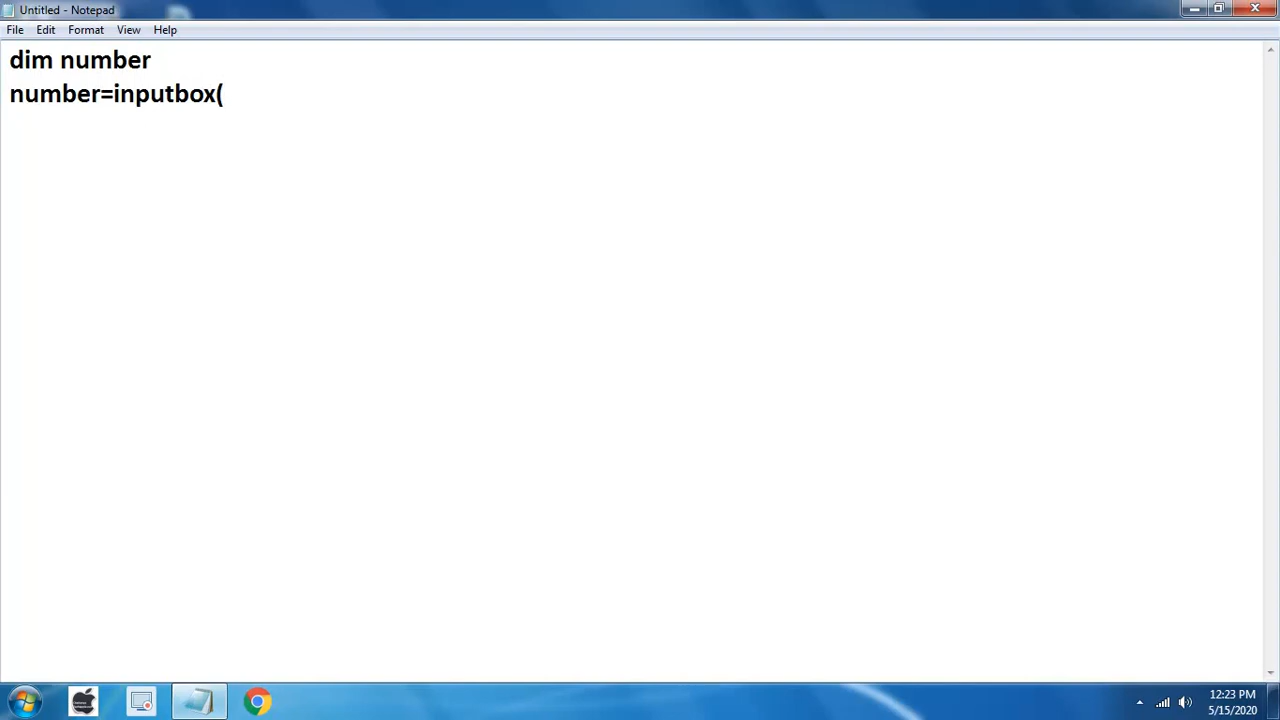 Untitled - Notepad
File Edit Format View Help
dim number
number=inputbox(
12:23 PM
5/15/2020